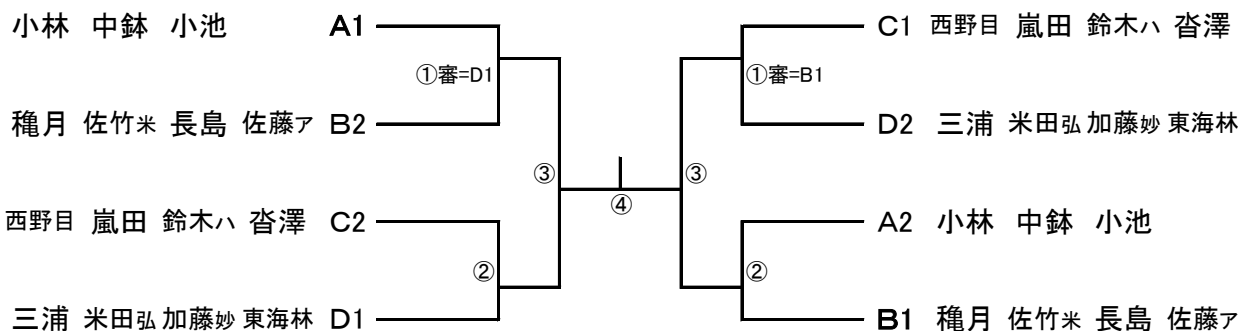 小林 中鉢 小池 A1
①審=D1
穐月 佐竹米 長島 佐藤ァ B2
③
西野目 嵐田 鈴木ハ 沓澤 C2
②
三浦 米田弘 加藤妙 東海林 D1
④
C1 西野目 嵐田 鈴木ハ 沓澤
①審=B1
D2 三浦 米田弘 加藤妙 東海林
③
A2 小林 中鉢 小池
②
B1 穐月 佐竹米 長島 佐藤ァ